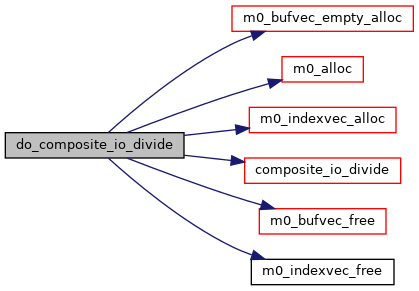 m0_bufvec_empty_alloc
m0_alloc
m0_indexvec_alloc
do_composite_io_divide
composite_io_divide
m0_bufvec_free
m0_indexvec_free